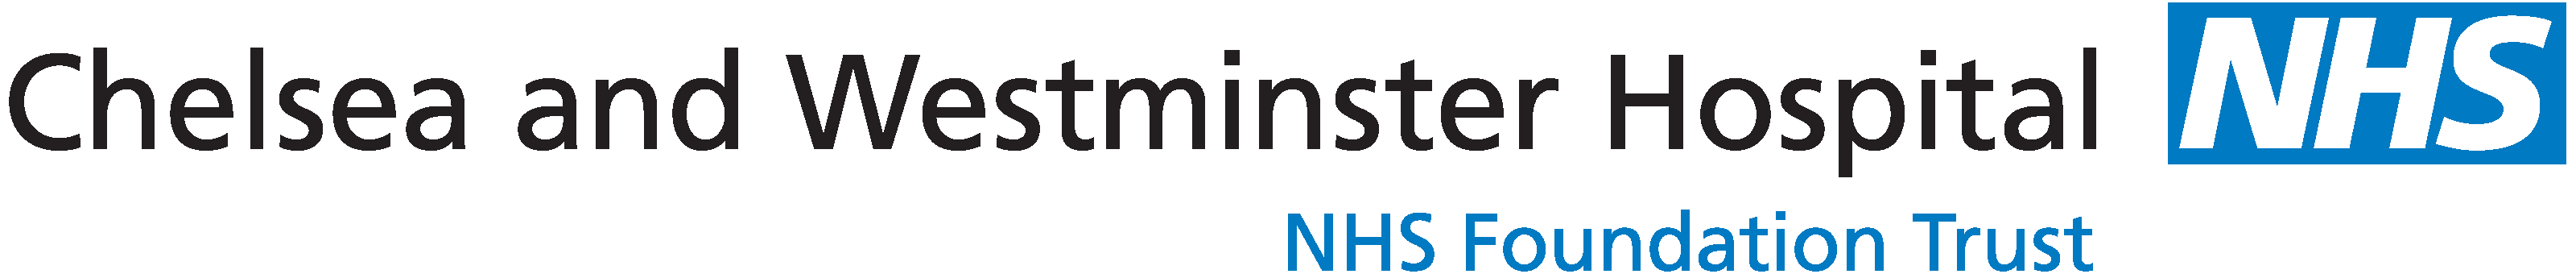 Chelsea and Westminster Hospital NHS
NHS Foundation Trust